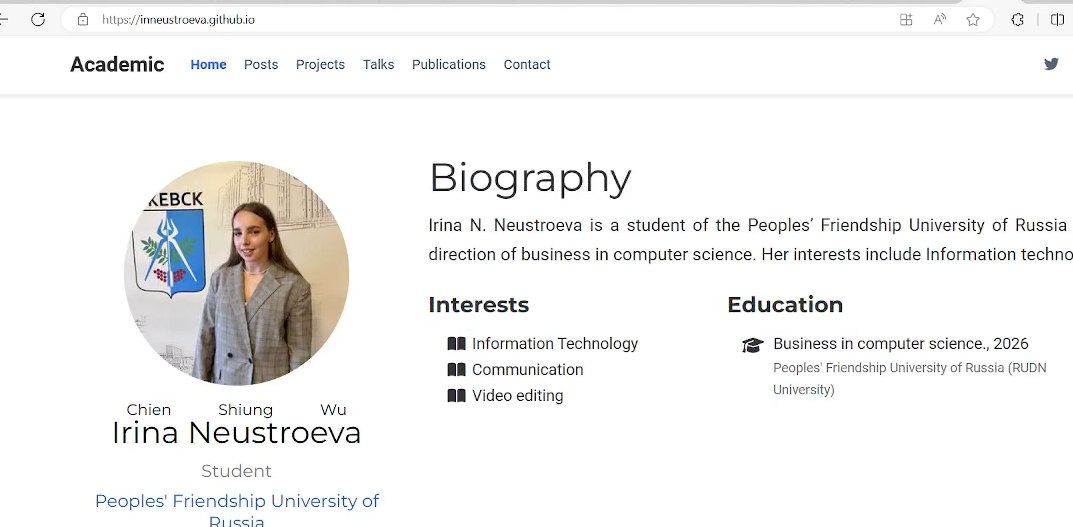 https://inneustroeva.github.io
Academic Home Posts Projects Talks Publications Contact
КЕВСК
Chien Shiung Wu
Irina Neustroeva
Student
Peoples' Friendship University of
Russia
Biography
Irina N. Neustroeva is a student of the Peoples’ Friendship University of Russia
direction of business in computer science. Her interests include Information techno
Interests
Information Technology
Communication
Video editing
Education
Business in computer science., 2026
Peoples' Friendship University of Russia (RUDN
University)